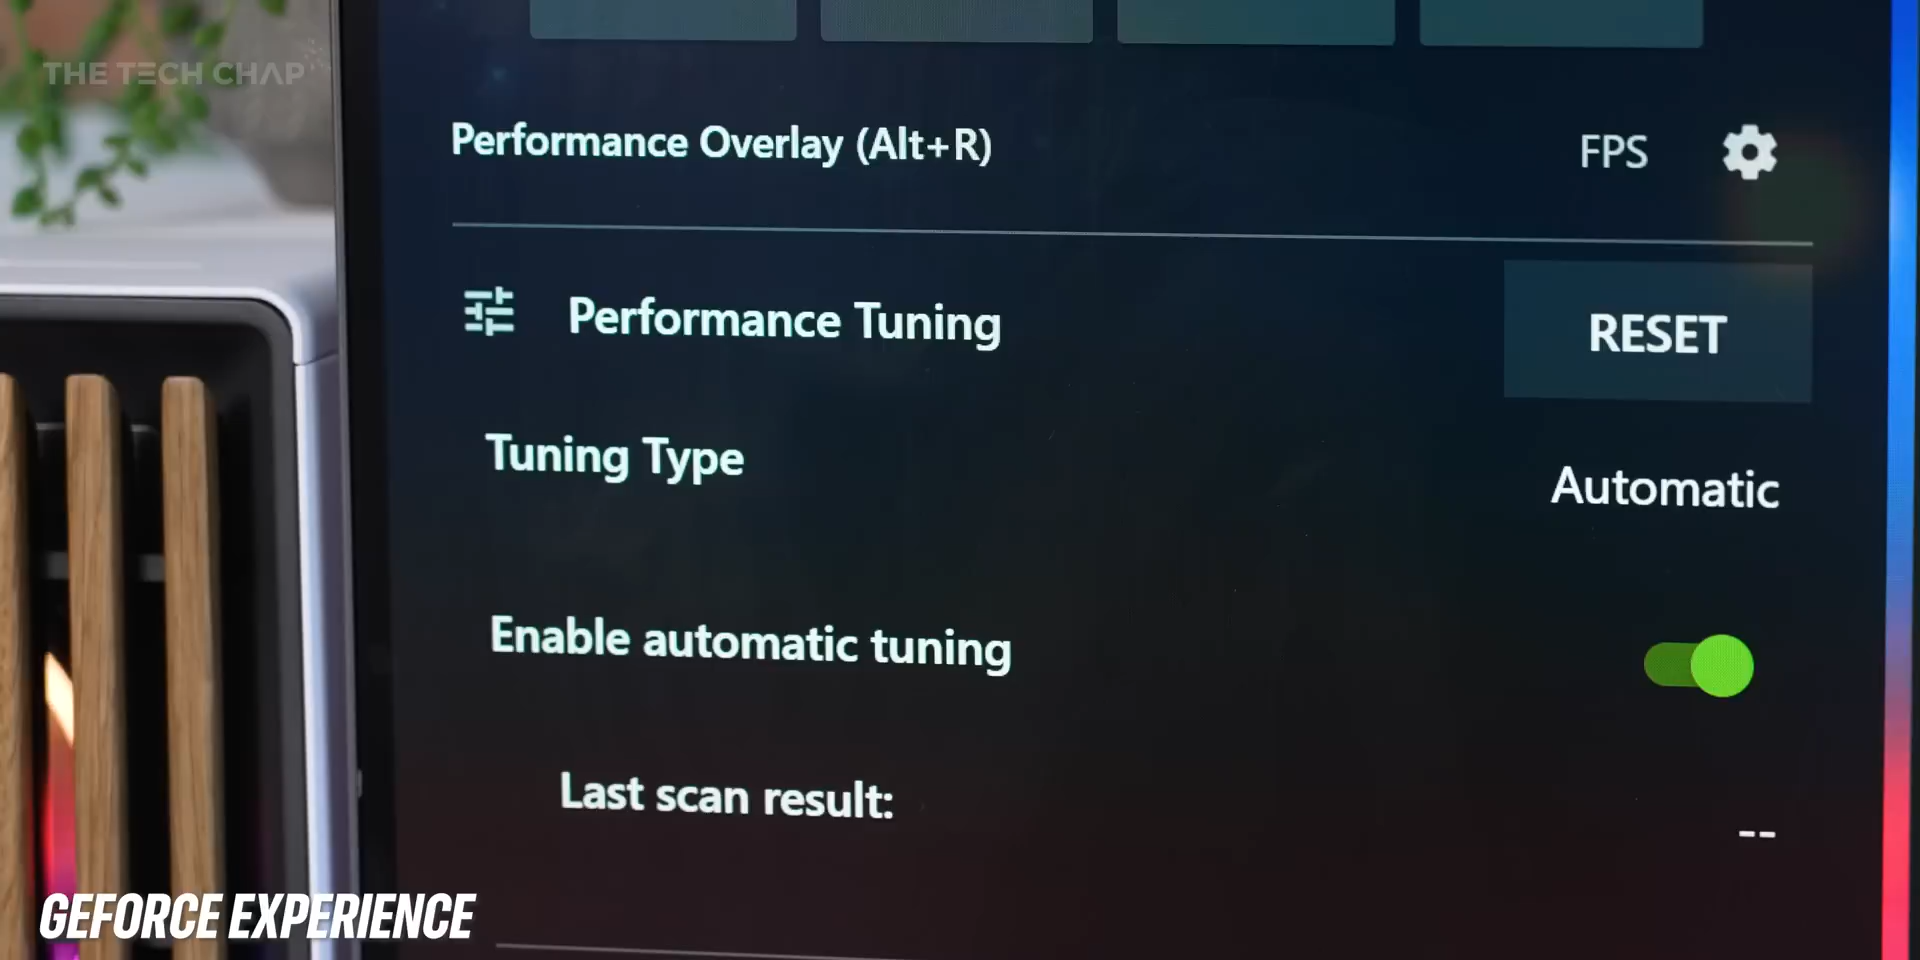 THE TECH CHAP
Performance Overlay (Alt+R)
FPS
Performance Tuning
RESET
Tuning Type
Automatic
Enable automatic tuning
Last scan result:
--
GEFORCE EXPERIENCE